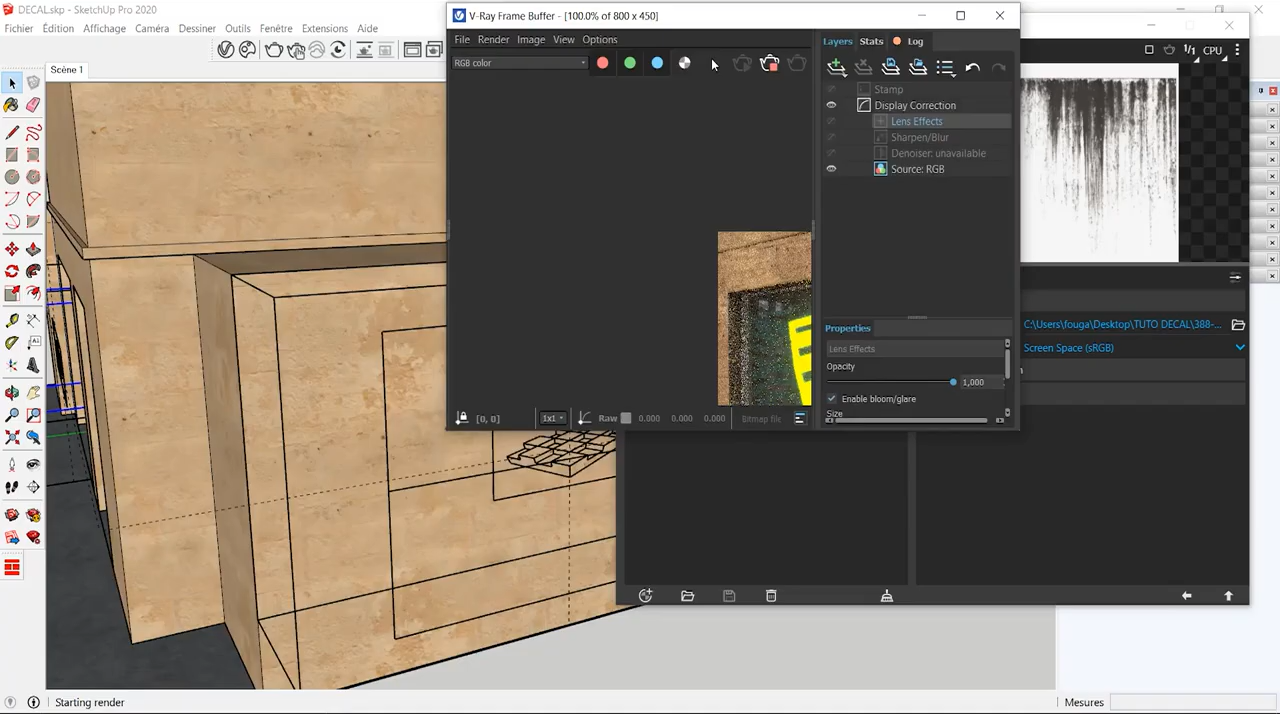 DECAL.skp - SketchUp Pro 2020
Fichier Édition Affichage Caméra Dessiner Outils Fenêtre Extensions Aide
Scène 1
V-Ray Frame Buffer - [100.0% of 800 x 450]
File Render Image View Options
RGB color
Layers Stats Log
Stamp
Display Correction
Lens Effects
Sharpen/Blur
Denoiser: unavailable
Source: RGB
Properties
Lens Effects
Opacity
1,000
Enable bloom/glare
Size
[0, 0] 1x1 Raw 0.000 0.000 0.000 Bitmap file
1/1 CPU
C:\Users\fouga\Desktop\TUTO DECAL\388-...
Screen Space (sRGB)
Starting render
Mesures